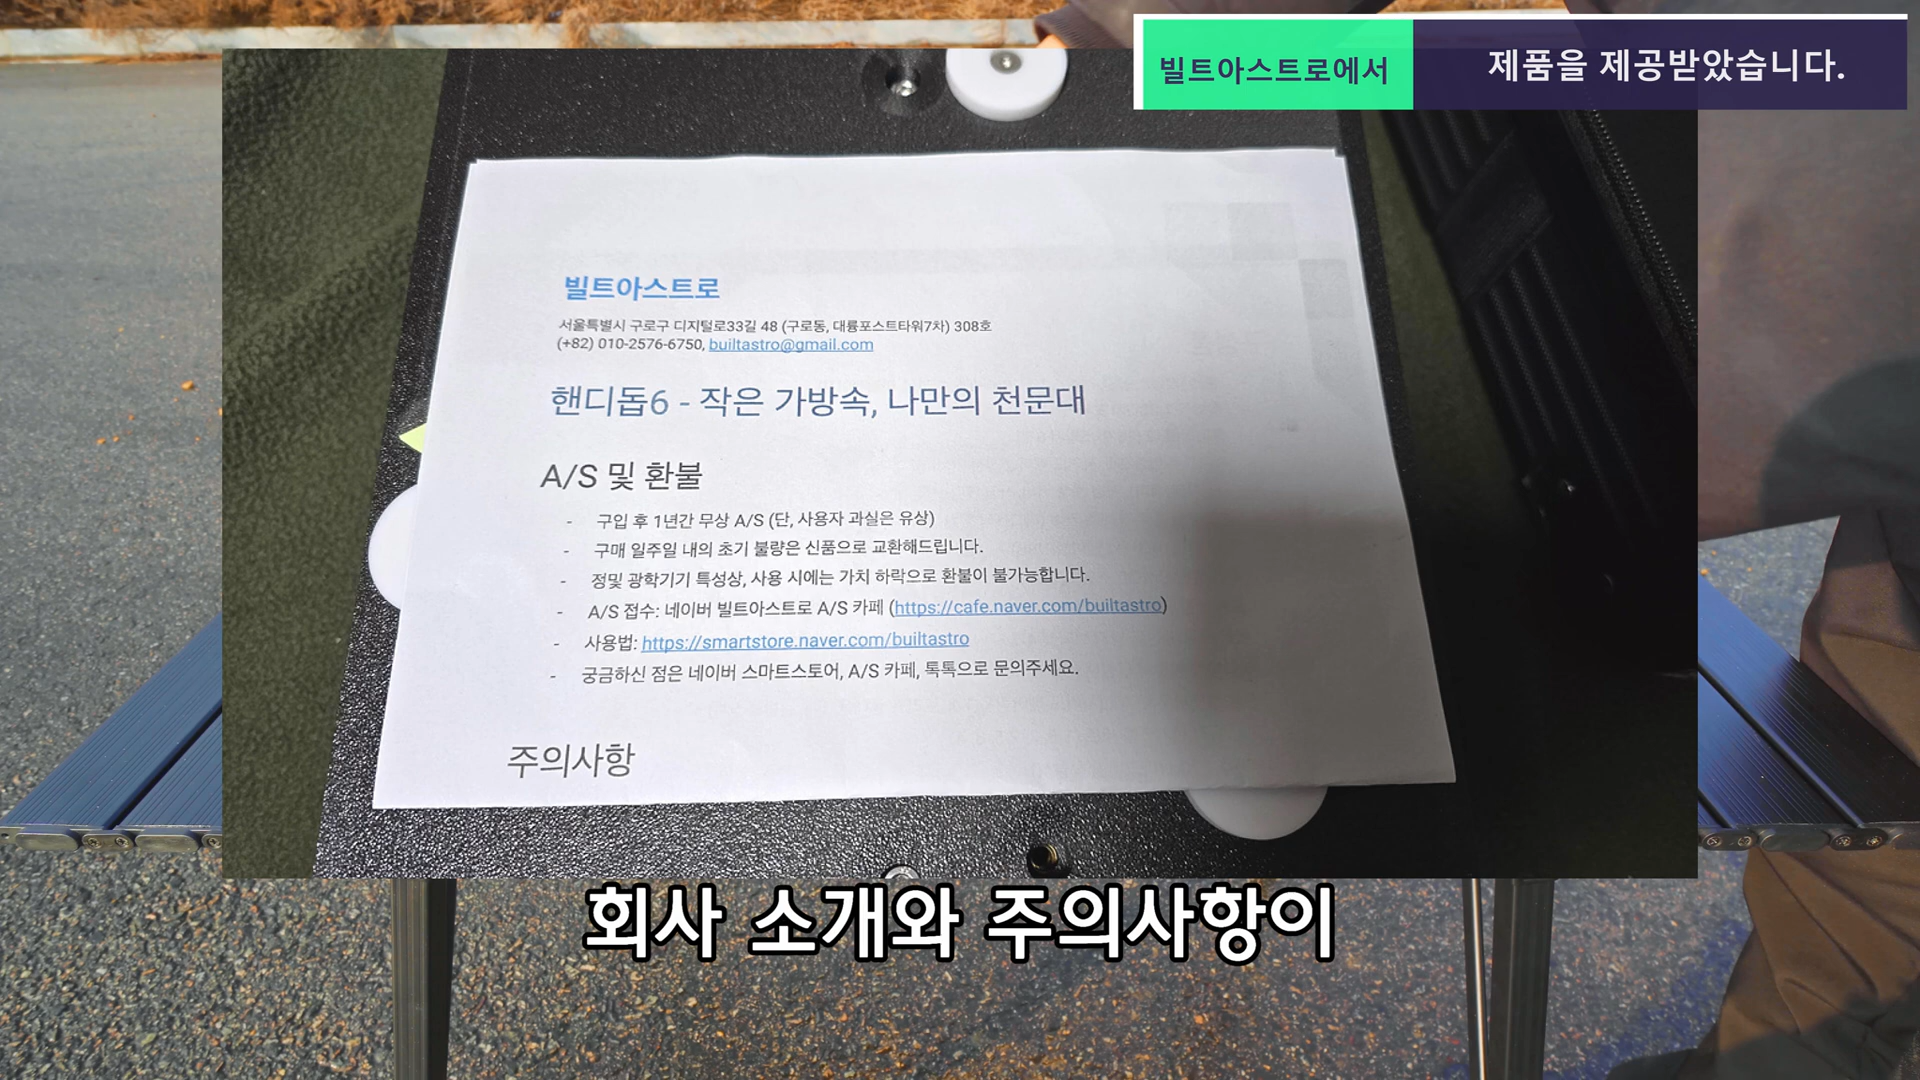 빌트아스트로에서 제품을 제공받았습니다.
빌트아스트로
서울특별시 구로구 디지털로33길 48 (구로동, 대륭포스트타워7차) 308호
(+82) 010-2576-6750, builtastro@gmail.com
핸디돕6 - 작은 가방속, 나만의 천문대
A/S 및 환불
- 구입 후 1년간 무상 A/S (단, 사용자 과실은 유상)
- 구매 일주일 내의 초기 불량은 신품으로 교환해드립니다.
- 정및 광학기기 특성상, 사용 시에는 가치 하락으로 환불이 불가능합니다.
- A/S 접수: 네이버 빌트아스트로 A/S 카페 (https://cafe.naver.com/builtastro)
- 사용법: https://smartstore.naver.com/builtastro
- 궁금하신 점은 네이버 스마트스토어, A/S 카페, 톡톡으로 문의주세요.
주의사항
회사 소개와 주의사항이